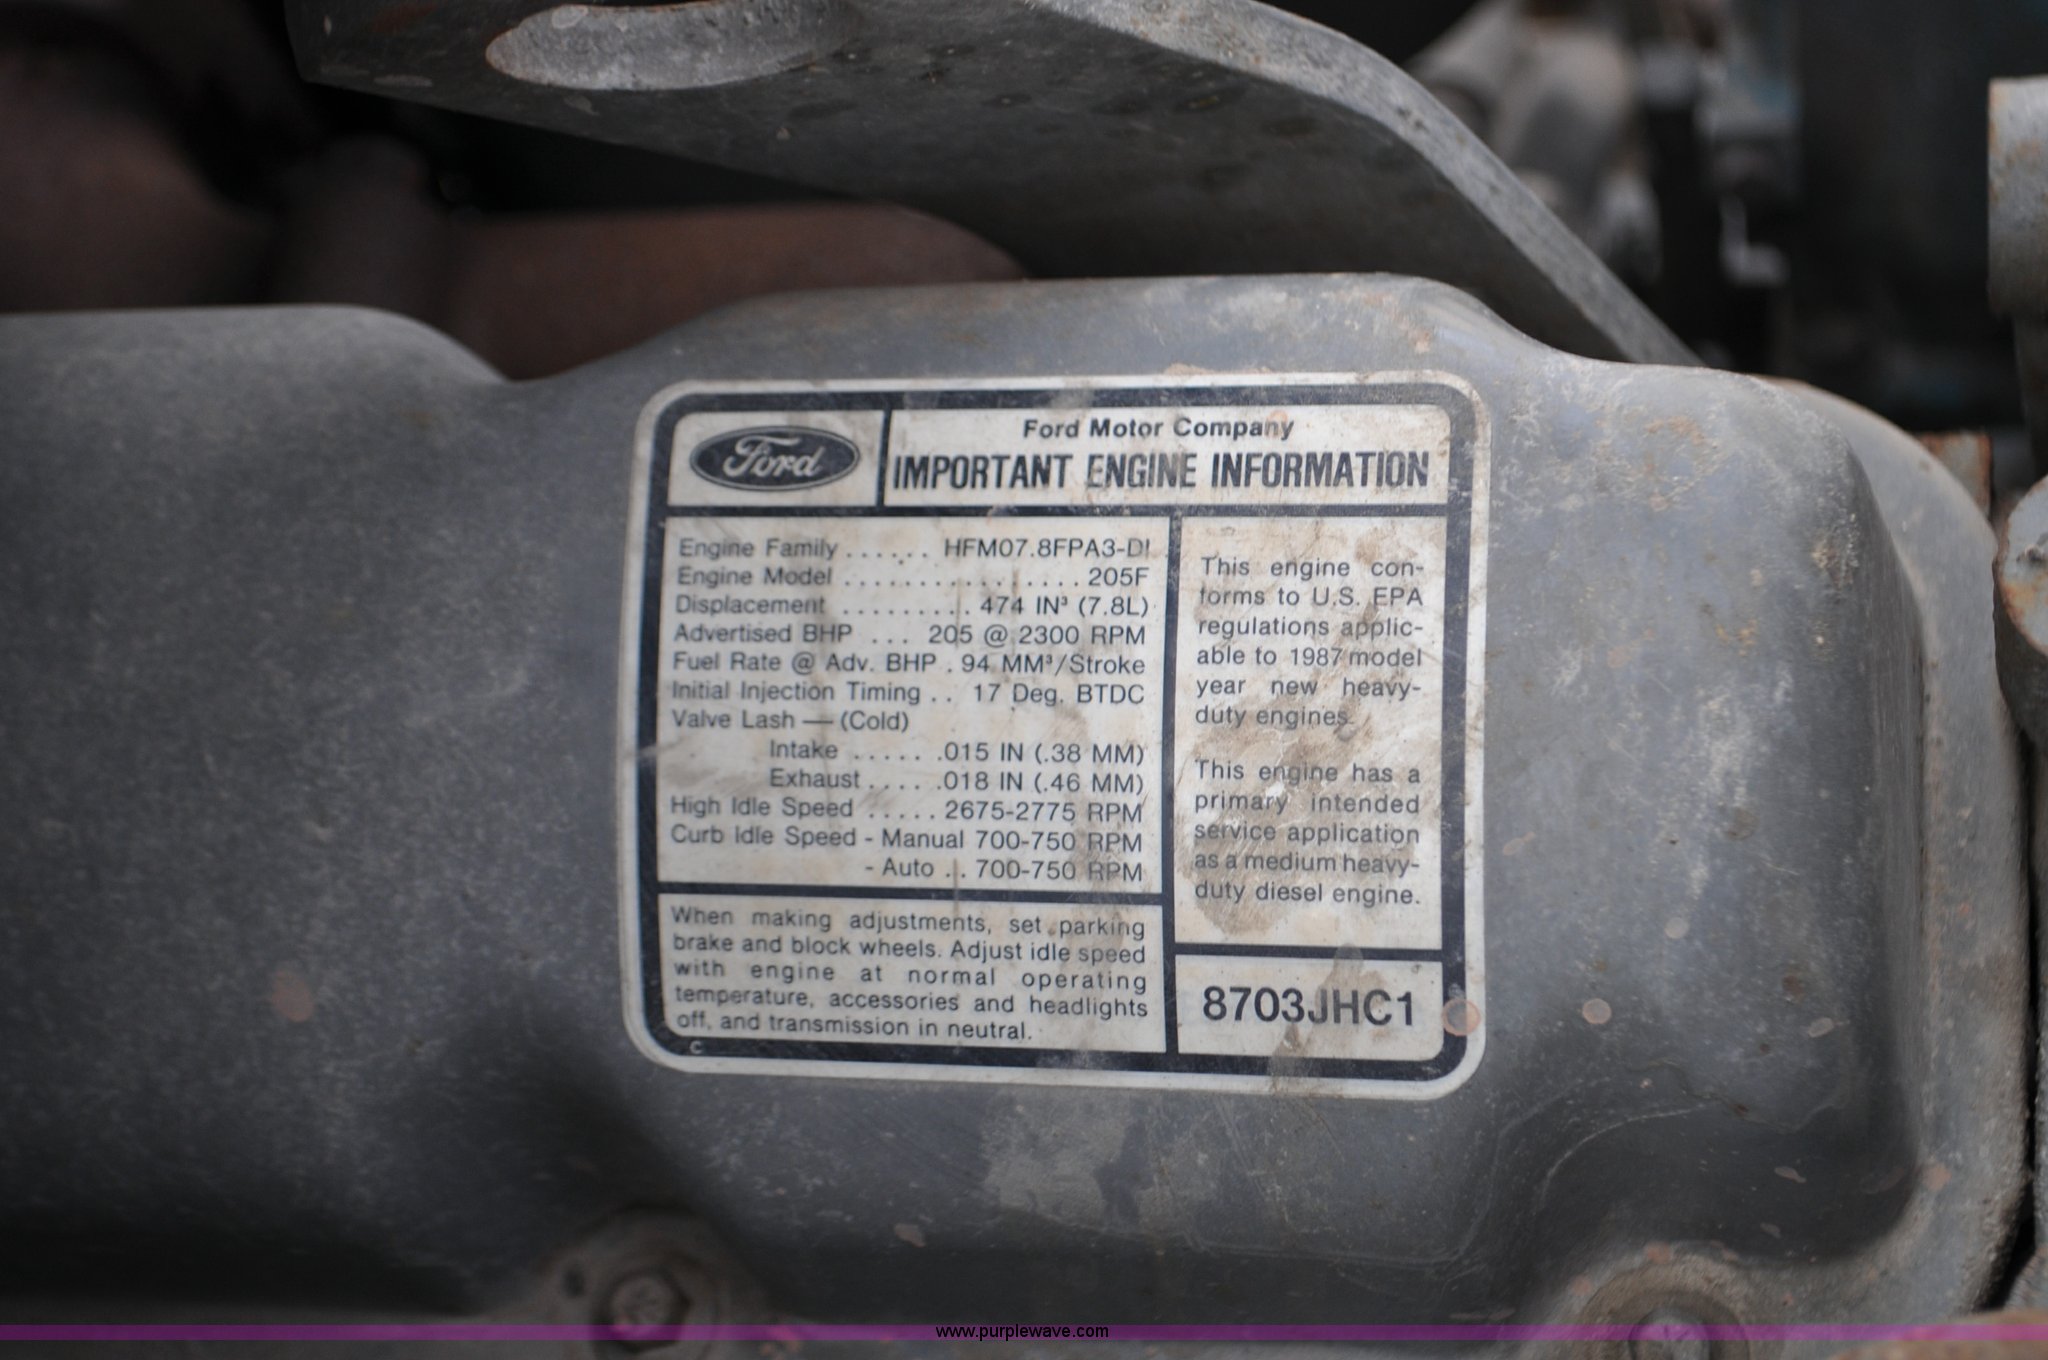 Ford
Ford Motor Company
IMPORTANT ENGINE INFORMATION
Engine Family . . . . . . HFM07.8FPA3-DI
Engine Model . . . . . . . . . . . . . . . . 205F
Displacement . . . . . . . . . 474 IN³ (7.8L)
Advertised BHP . . . 205 @ 2300 RPM
Fuel Rate @ Adv. BHP . 94 MM³/Stroke
Initial Injection Timing . . 17 Deg. BTDC
Valve Lash — (Cold)
Intake . . . . . . .015 IN (.38 MM)
Exhaust . . . . .018 IN (.46 MM)
High Idle Speed . . . . . 2675-2775 RPM
Curb Idle Speed - Manual 700-750 RPM
- Auto . . 700-750 RPM
When making adjustments, set parking
brake and block wheels. Adjust idle speed
with engine at normal operating
temperature, accessories and headlights
off, and transmission in neutral.
C
This engine con-
forms to U.S. EPA
regulations applic-
able to 1987 model
year new heavy-
duty engines.
This engine has a
primary intended
service application
as a medium heavy-
duty diesel engine.
8703JHC1
www.purplewave.com